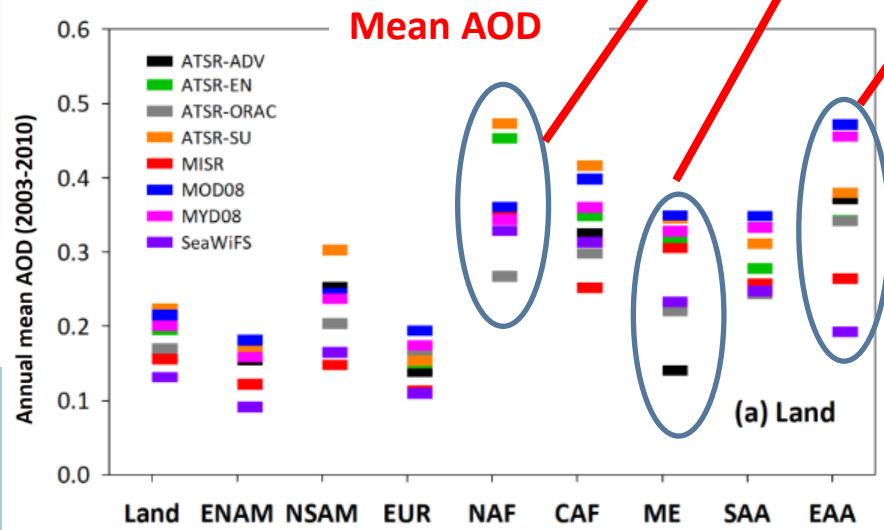 Mean AOD
0.6
0.5
0.4
0.3
0.2
0.1
0.0
Annual mean AOD (2003-2010)
ATSR-ADV
ATSR-EN
ATSR-ORAC
ATSR-SU
MISR
MOD08
MYD08
SeaWiFS
(a) Land
Land ENAM NSAM EUR NAF CAF ME SAA EAA